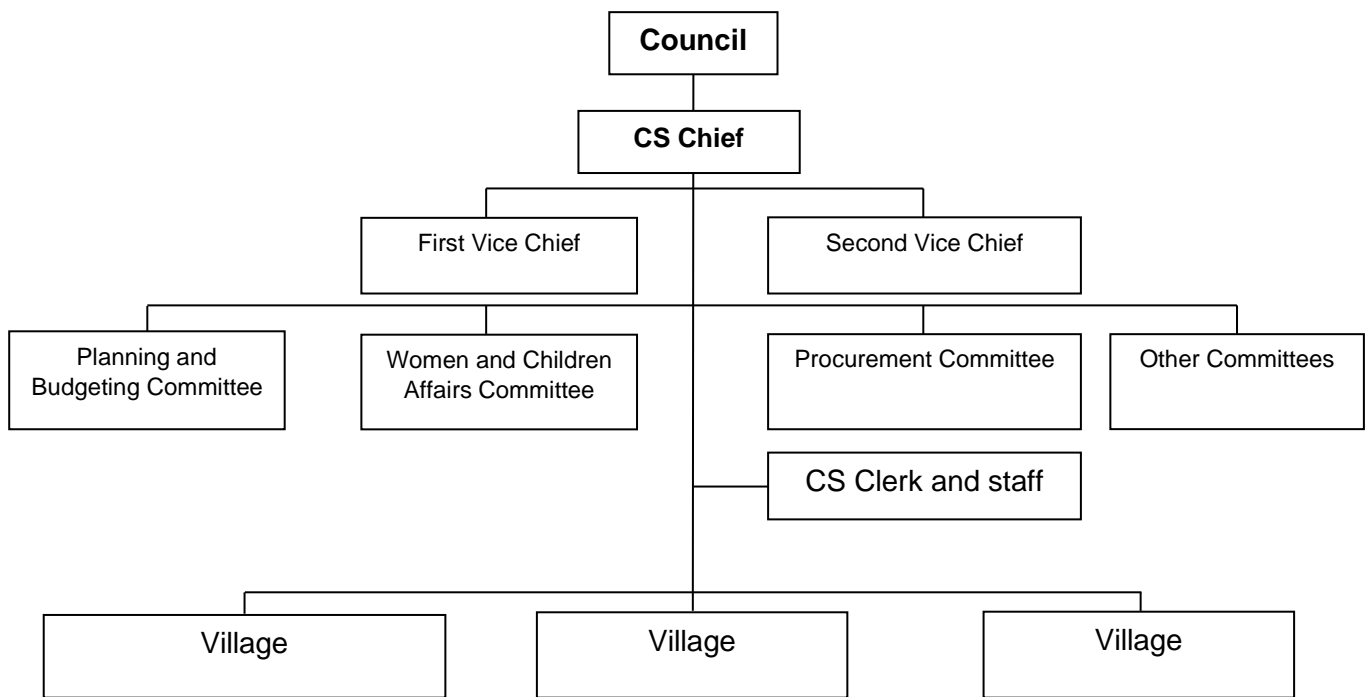 Council
CS Chief
First Vice Chief
Second Vice Chief
Planning and
Budgeting Committee
Women and Children
Affairs Committee
Procurement Committee
Other Committees
CS Clerk and staff
Village
Village
Village